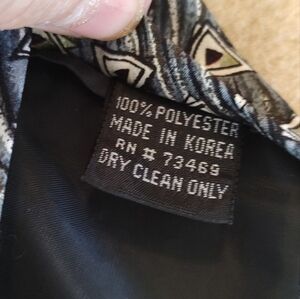 100% POLYESTER
MADE IN KOREA
RN # 73469
DRY CLEAN ONLY